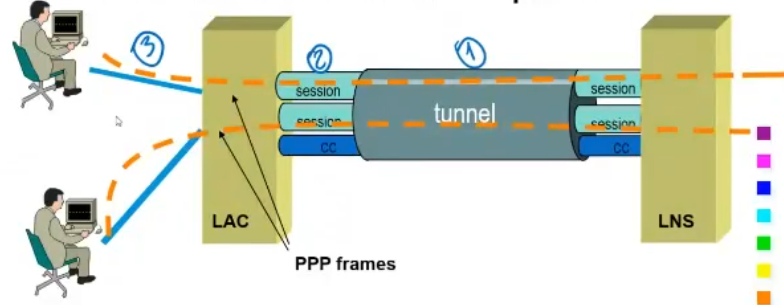 3
2
1
session
session
tunnel
session
session
CC
CC
LAC
LNS
PPP frames